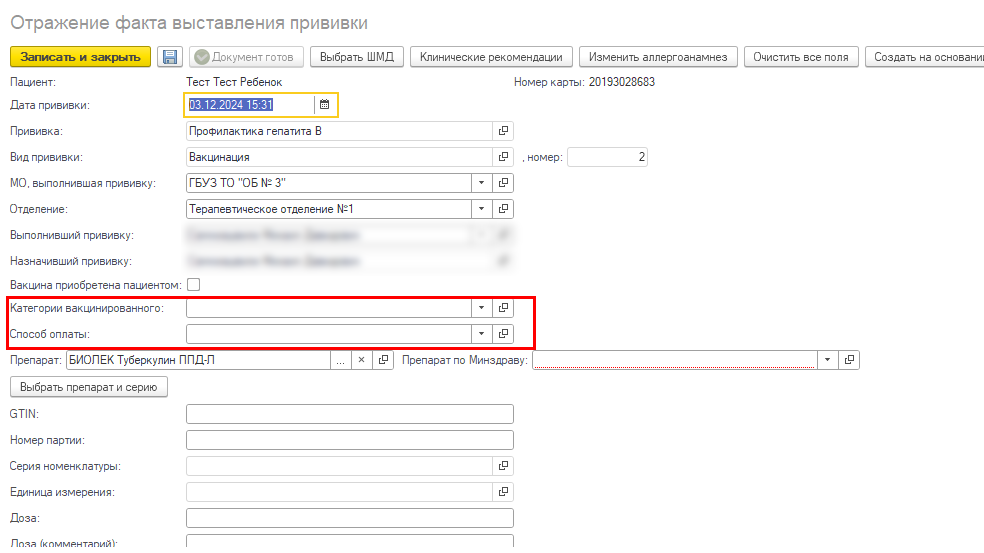 Отражение факта выставления прививки
Записать и закрыть Документ готов Выбрать ШМД Клинические рекомендации Изменить аллергоанамнез Очистить все поля Создать на основани
Пациент: Тест Тест Ребенок Номер карты: 20193028683
Дата прививки: 03.12.2024 15:31
Прививка: Профилактика гепатита В
Вид прививки: Вакцинация , номер: 2
МО, выполнившая прививку: ГБУЗ ТО "ОБ № 3"
Отделение: Терапевтическое отделение №1
Выполнивший прививку:
Назначивший прививку:
Вакцина приобретена пациентом:
Категории вакцинированного:
Способ оплаты:
Препарат: БИОЛЕК Туберкулин ППД-Л ... × Препарат по Минздраву:
Выбрать препарат и серию
GTIN:
Номер партии:
Серия номенклатуры:
Единица измерения:
Доза:
Доза (комментарий):